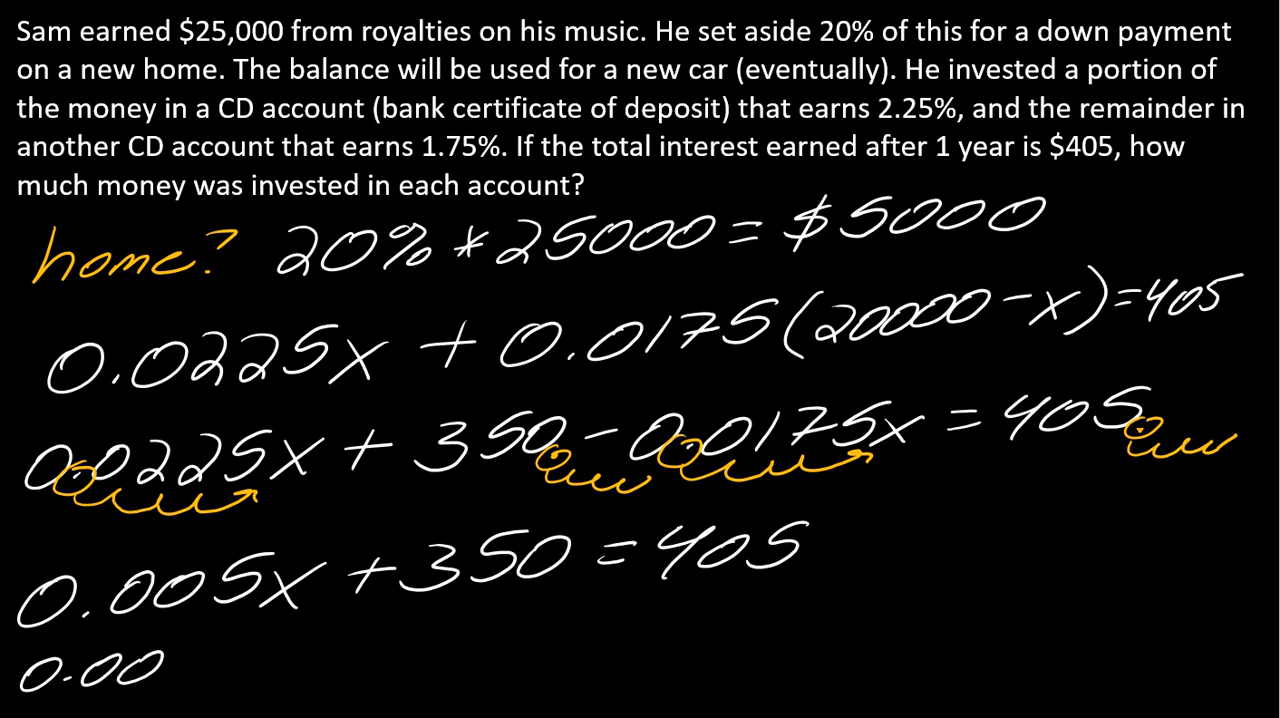 Sam earned $25,000 from royalties on his music. He set aside 20% of this for a down payment
on a new home. The balance will be used for a new car (eventually). He invested a portion of
the money in a CD account (bank certificate of deposit) that earns 2.25%, and the remainder in
another CD account that earns 1.75%. If the total interest earned after 1 year is $405, how
much money was invested in each account?
home? 20% * 25000 = $5000
0.0225x + 0.0175(20000-x)=405
0.0225x + 350 - 0.0175x = 405
0.005x + 350 = 405
0.00